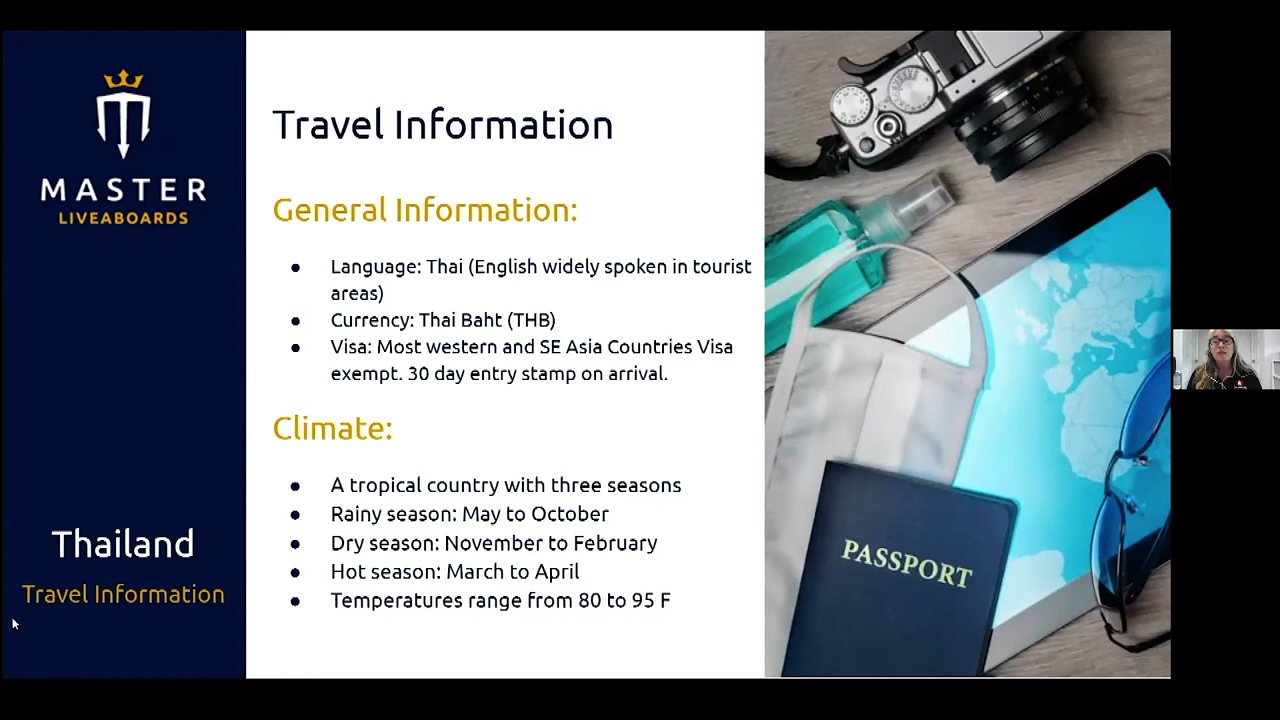 MASTER
LIVEABOARDS
Thailand
Travel Information
Travel Information
General Information:
● Language: Thai (English widely spoken in tourist
areas)
● Currency: Thai Baht (THB)
● Visa: Most western and SE Asia Countries Visa
exempt. 30 day entry stamp on arrival.
Climate:
● A tropical country with three seasons
● Rainy season: May to October
● Dry season: November to February
● Hot season: March to April
● Temperatures range from 80 to 95 F
PASSPORT